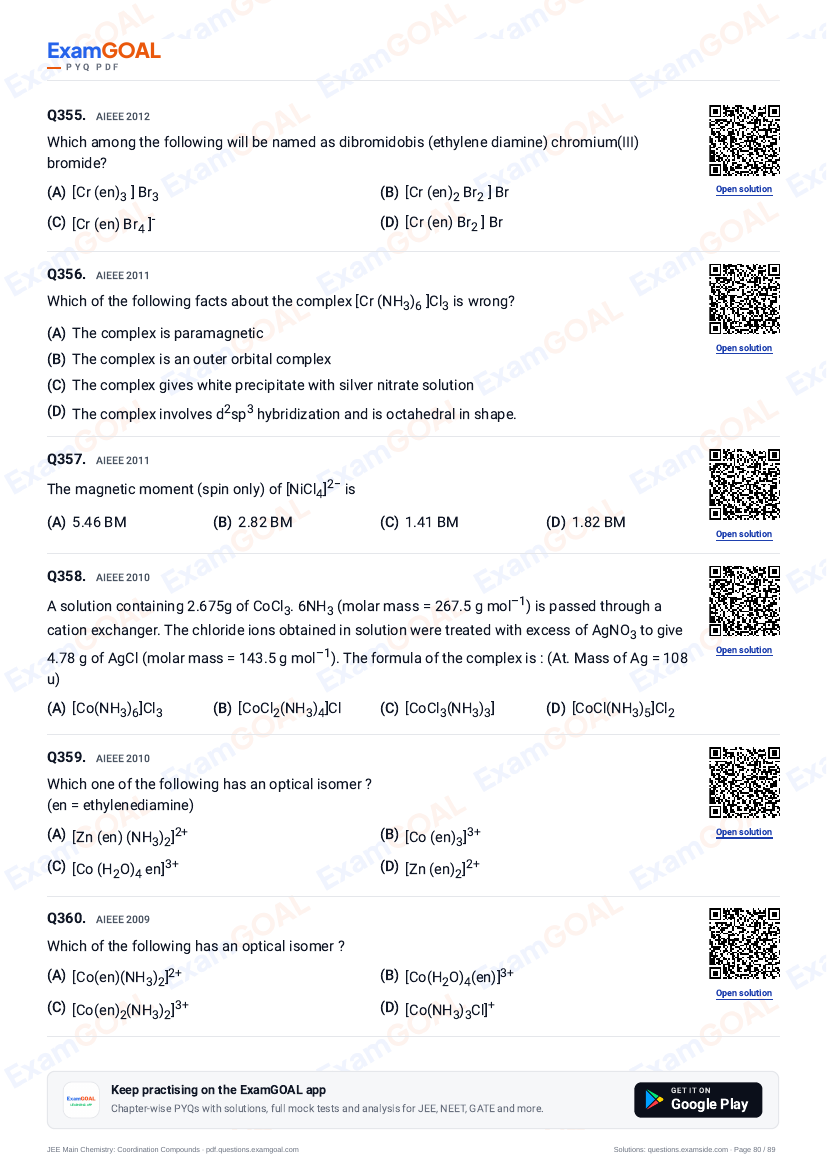 ExamGOAL
PYQ PDF
Q355. AIEEE 2012
Which among the following will be named as dibromidobis (ethylene diamine) chromium(III)
bromide?
(A) [Cr (en)3 ] Br3
(B) [Cr (en)2 Br2 ] Br
(C) [Cr (en) Br4 ]-
(D) [Cr (en) Br2 ] Br
Open solution
Q356. AIEEE 2011
Which of the following facts about the complex [Cr (NH3)6 ]Cl3 is wrong?
(A) The complex is paramagnetic
(B) The complex is an outer orbital complex
(C) The complex gives white precipitate with silver nitrate solution
(D) The complex involves d2sp3 hybridization and is octahedral in shape.
Open solution
Q357. AIEEE 2011
The magnetic moment (spin only) of [NiCl4]2− is
(A) 5.46 BM
(B) 2.82 BM
(C) 1.41 BM
(D) 1.82 BM
Open solution
Q358. AIEEE 2010
A solution containing 2.675g of CoCl3. 6NH3 (molar mass = 267.5 g mol−1) is passed through a
cation exchanger. The chloride ions obtained in solution were treated with excess of AgNO3 to give
4.78 g of AgCl (molar mass = 143.5 g mol−1). The formula of the complex is : (At. Mass of Ag = 108
u)
(A) [Co(NH3)6]Cl3
(B) [CoCl2(NH3)4]Cl
(C) [CoCl3(NH3)3]
(D) [CoCl(NH3)5]Cl2
Open solution
Q359. AIEEE 2010
Which one of the following has an optical isomer ?
(en = ethylenediamine)
(A) [Zn (en) (NH3)2]2+
(B) [Co (en)3]3+
(C) [Co (H2O)4 en]3+
(D) [Zn (en)2]2+
Open solution
Q360. AIEEE 2009
Which of the following has an optical isomer ?
(A) [Co(en)(NH3)2]2+
(B) [Co(H2O)4(en)]3+
(C) [Co(en)2(NH3)2]3+
(D) [Co(NH3)3Cl]+
Open solution
ExamGOAL
Keep practising on the ExamGOAL app
Chapter-wise PYQs with solutions, full mock tests and analysis for JEE, NEET, GATE and more.
GET IT ON
Google Play
JEE Main Chemistry: Coordination Compounds · pdf.questions.examgoal.com
Solutions: questions.examside.com · Page 80 / 89